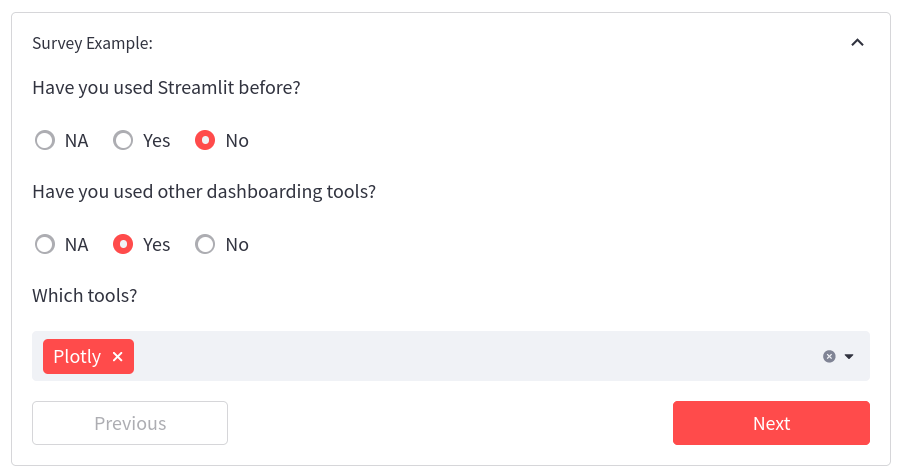 Survey Example:
Have you used Streamlit before?
NA Yes No
Have you used other dashboarding tools?
NA Yes No
Which tools?
Plotly
Previous Next